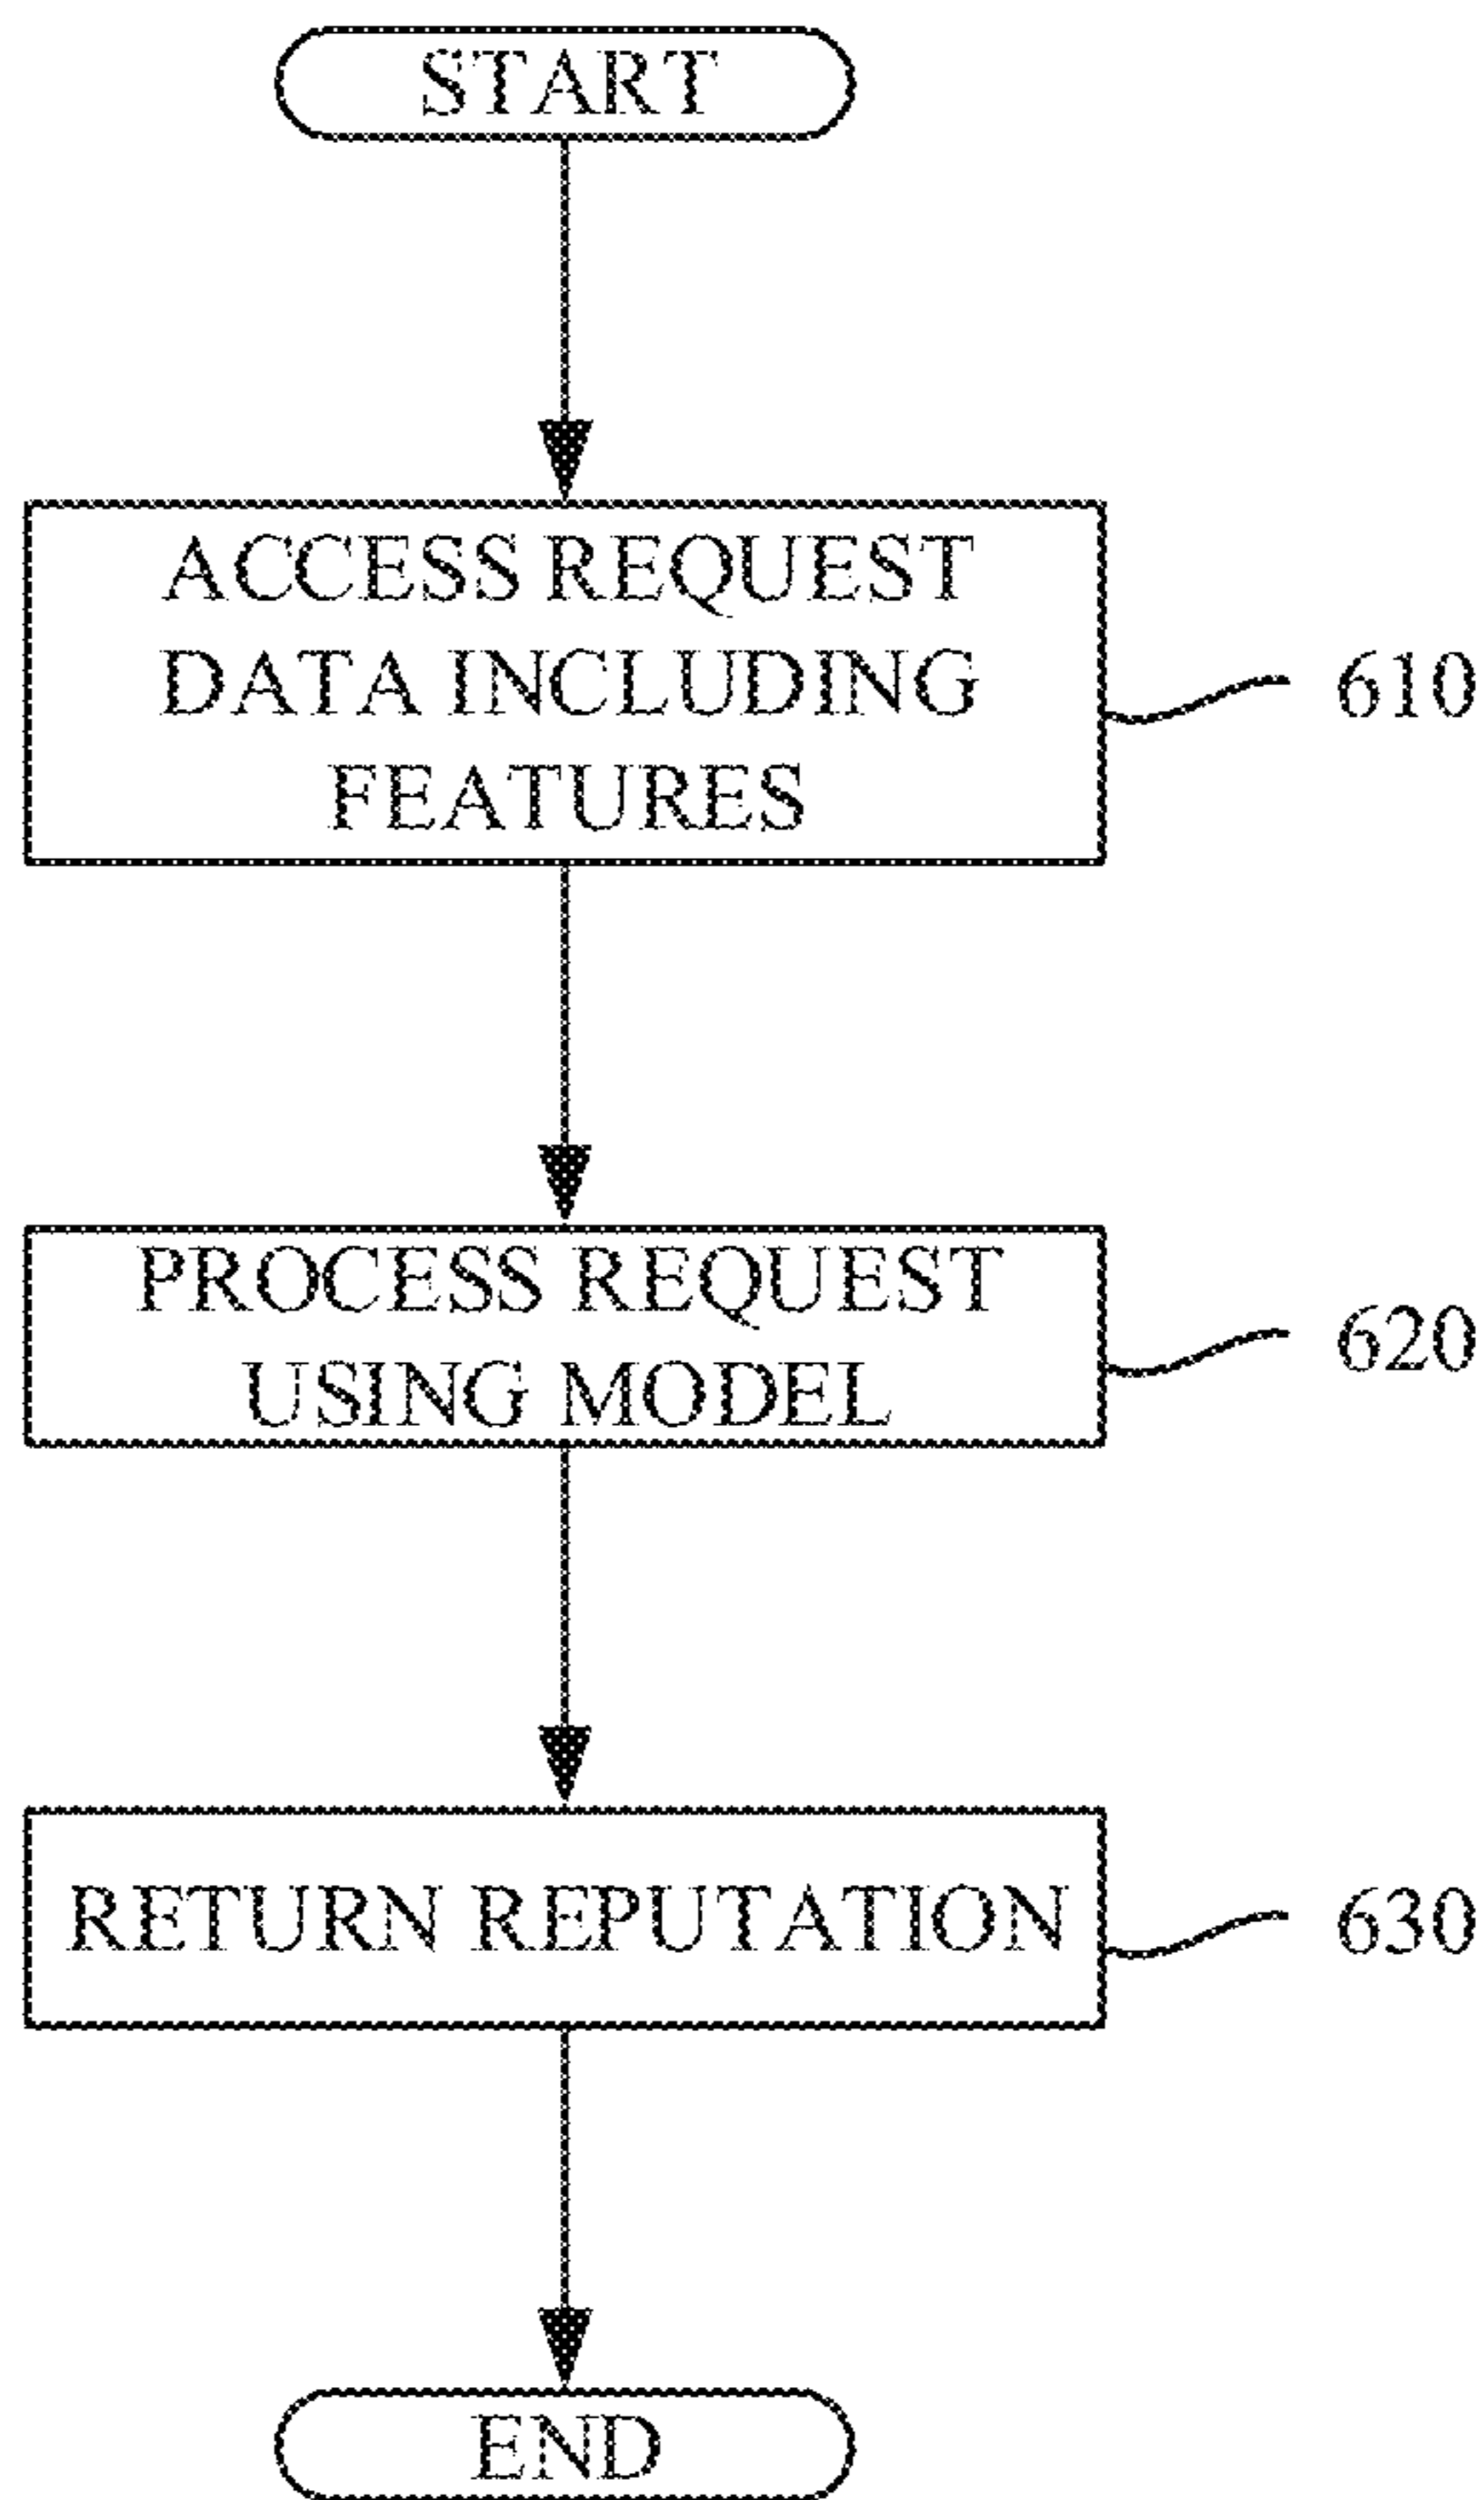 START
ACCESS REQUEST
DATA INCLUDING
FEATURES
610
PROCESS REQUEST
USING MODEL
620
RETURN REPUTATION
630
END